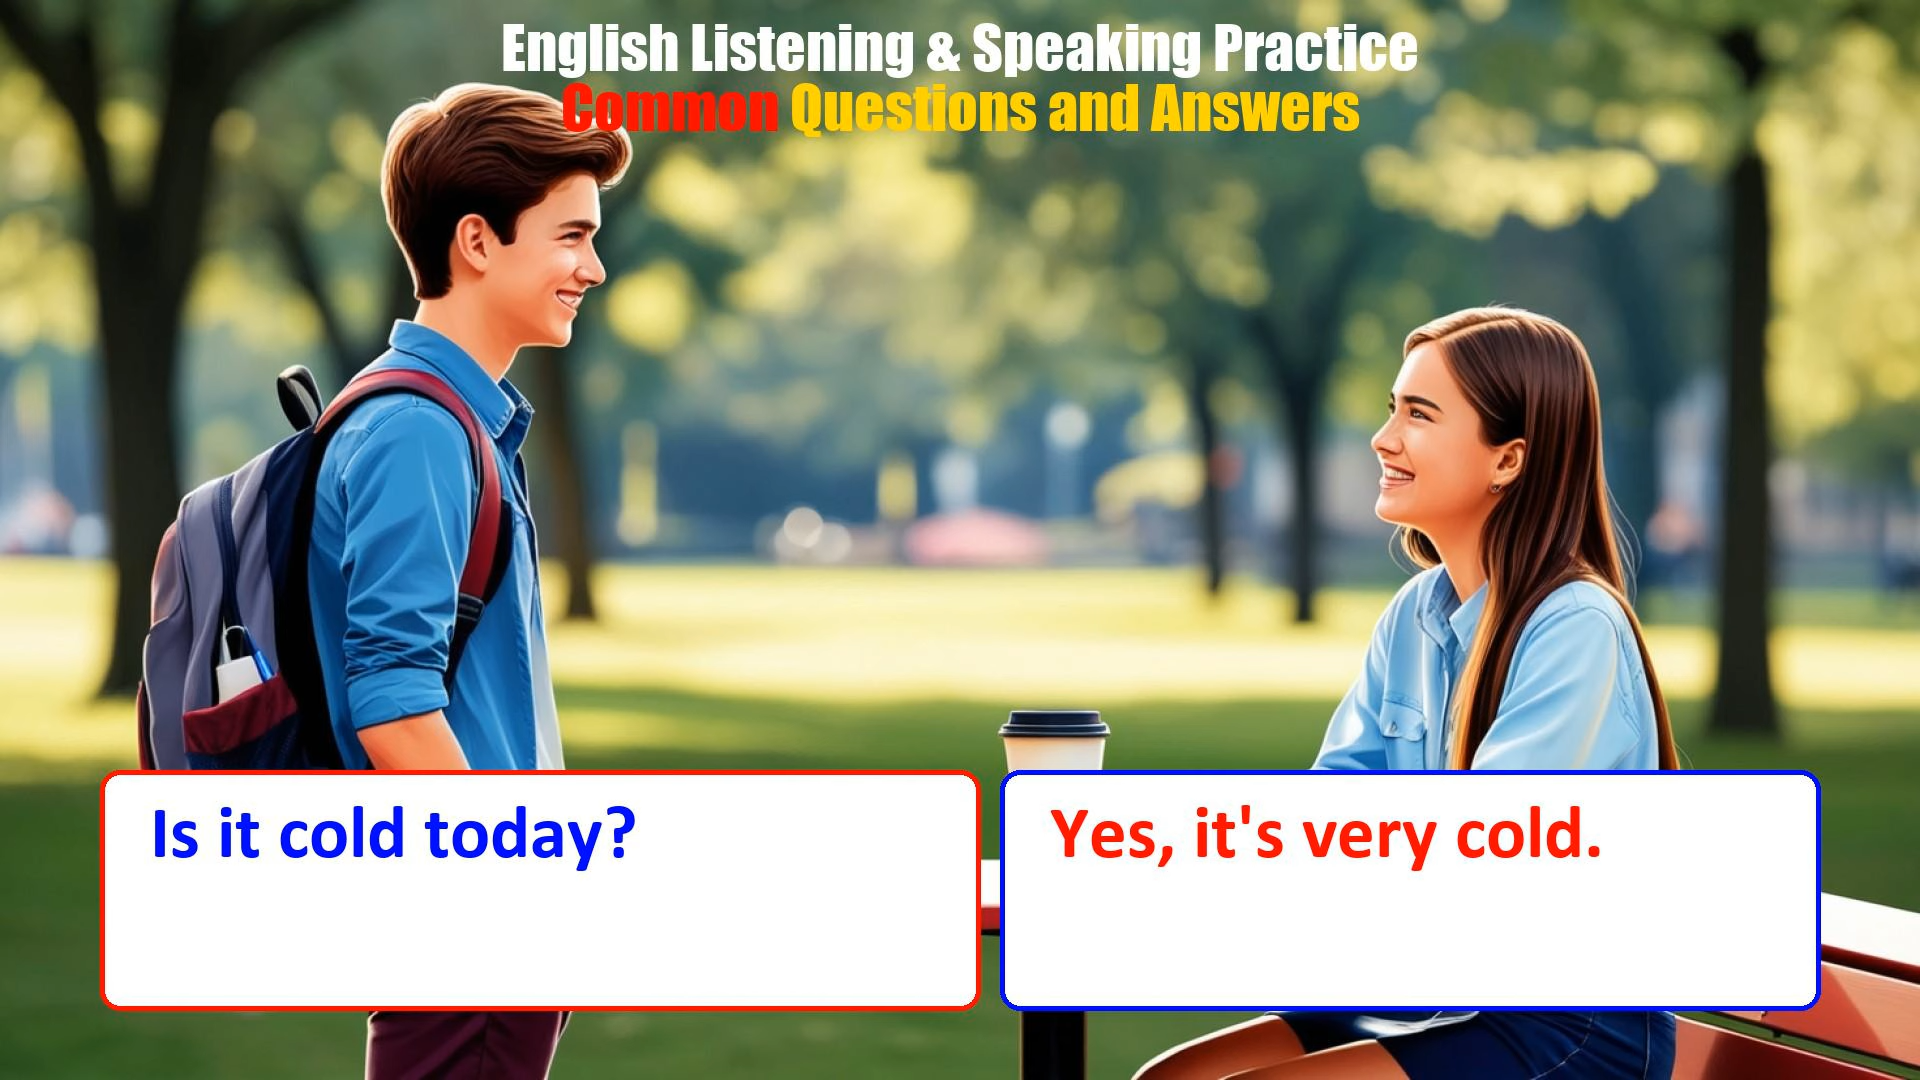 English Listening & Speaking Practice
Common Questions and Answers
Is it cold today?
Yes, it's very cold.